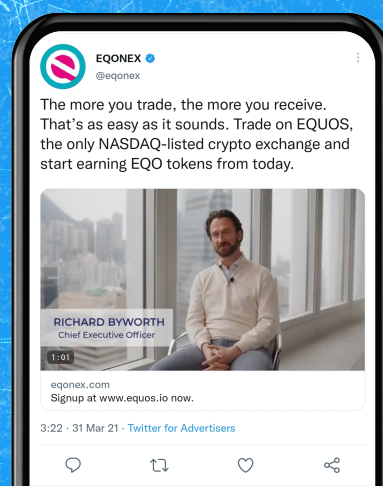 EQONEX
@eqonex
The more you trade, the more you receive.
That's as easy as it sounds. Trade on EQUOS,
the only NASDAQ-listed crypto exchange and
start earning EQO tokens from today.
RICHARD BYWORTH
Chief Executive Officer
1:01
eqonex.com
Signup at www.equos.io now.
3:22 · 31 Mar 21 · Twitter for Advertisers